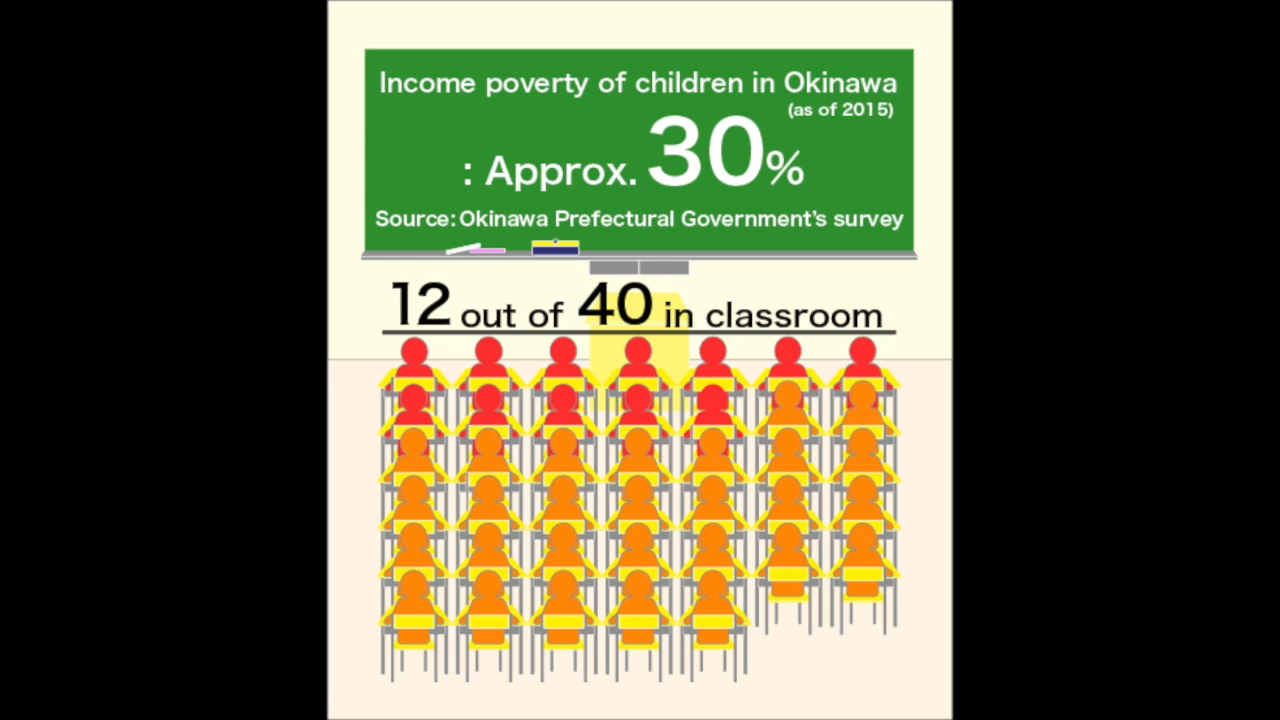 Income poverty of children in Okinawa
(as of 2015)
: Approx. 30%
Source: Okinawa Prefectural Government's survey
12 out of 40 in classroom